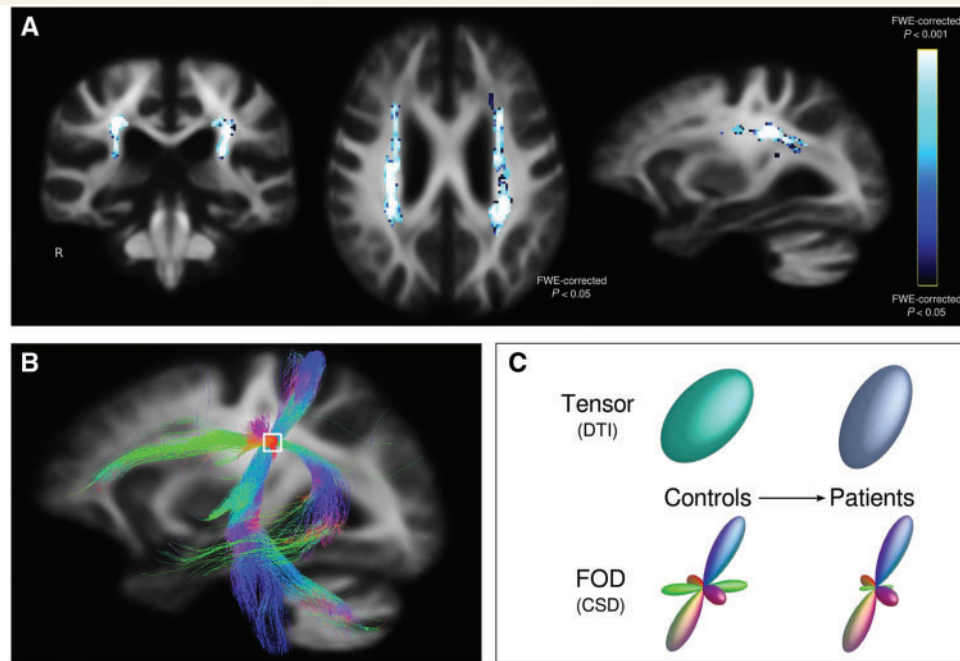 A
FWE-corrected
P < 0.001
R
FWE-corrected
P < 0.05
FWE-corrected
P < 0.05
B
C
Tensor
(DTI)
Controls
Patients
FOD
(CSD)